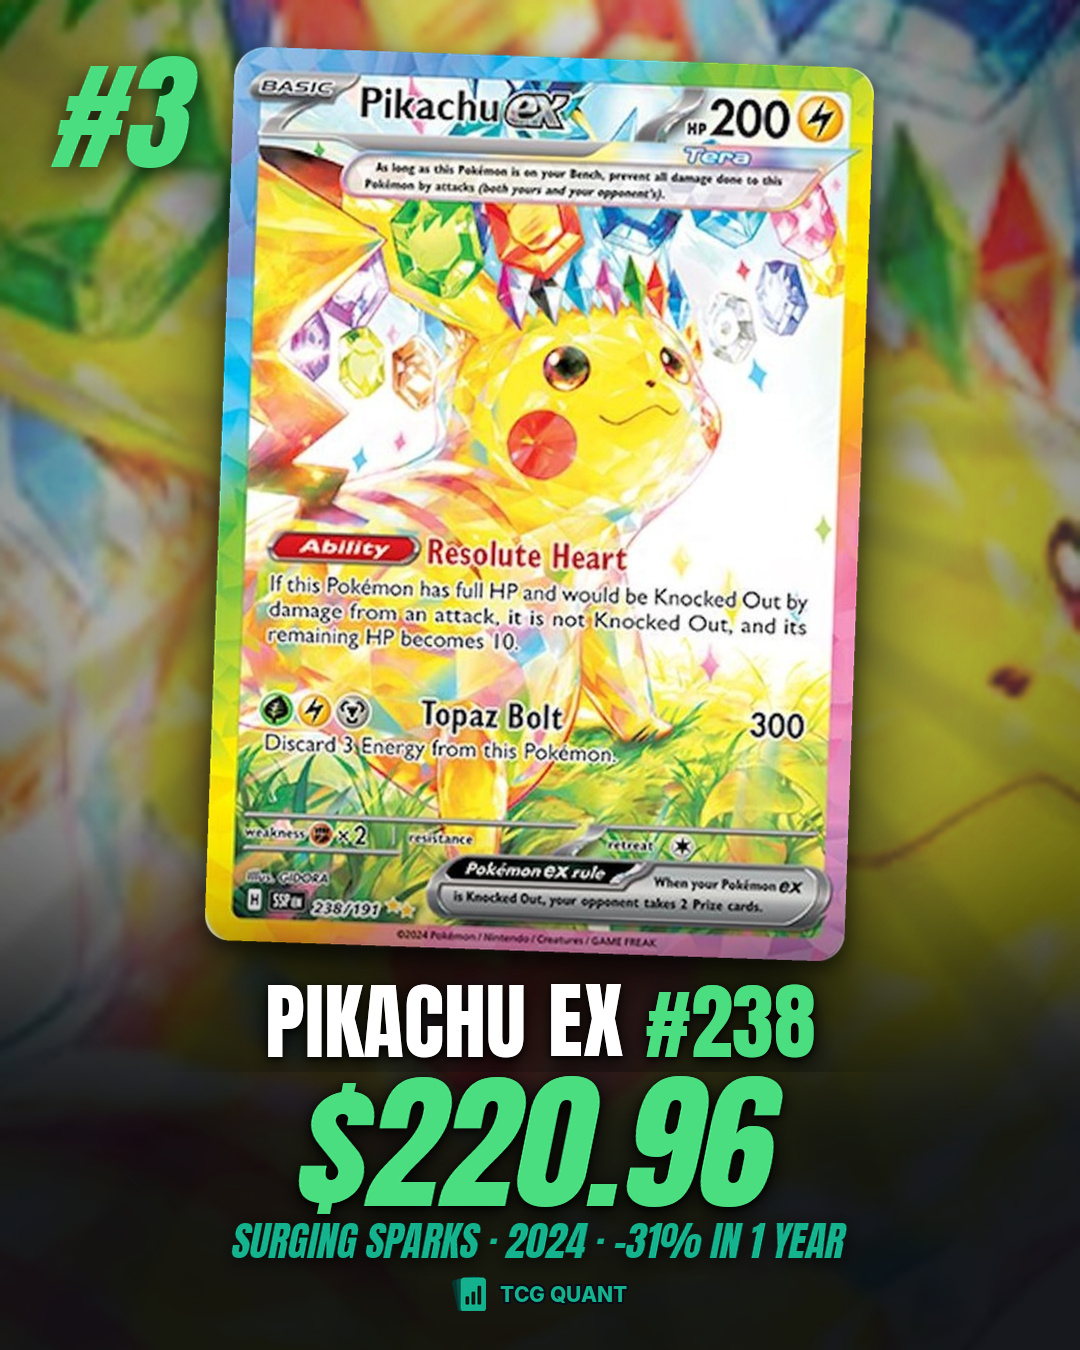 #3
BASIC
Pikachu ex
HP 200
Tera
As long as this Pokémon is on your Bench, prevent all damage done to this
Pokémon by attacks (both yours and your opponent's).
Ability Resolute Heart
If this Pokémon has full HP and would be Knocked Out by
damage from an attack, it is not Knocked Out, and its
remaining HP becomes 10.
Topaz Bolt 300
Discard 3 Energy from this Pokémon.
weakness ×2 resistance retreat
Illus. GIDORA
Pokémon ex rule
When your Pokémon ex
is Knocked Out, your opponent takes 2 Prize cards.
H SSP EN 238/191
©2024 Pokémon / Nintendo / Creatures / GAME FREAK
PIKACHU EX #238
$220.96
SURGING SPARKS · 2024 · -31% IN 1 YEAR
TCG QUANT